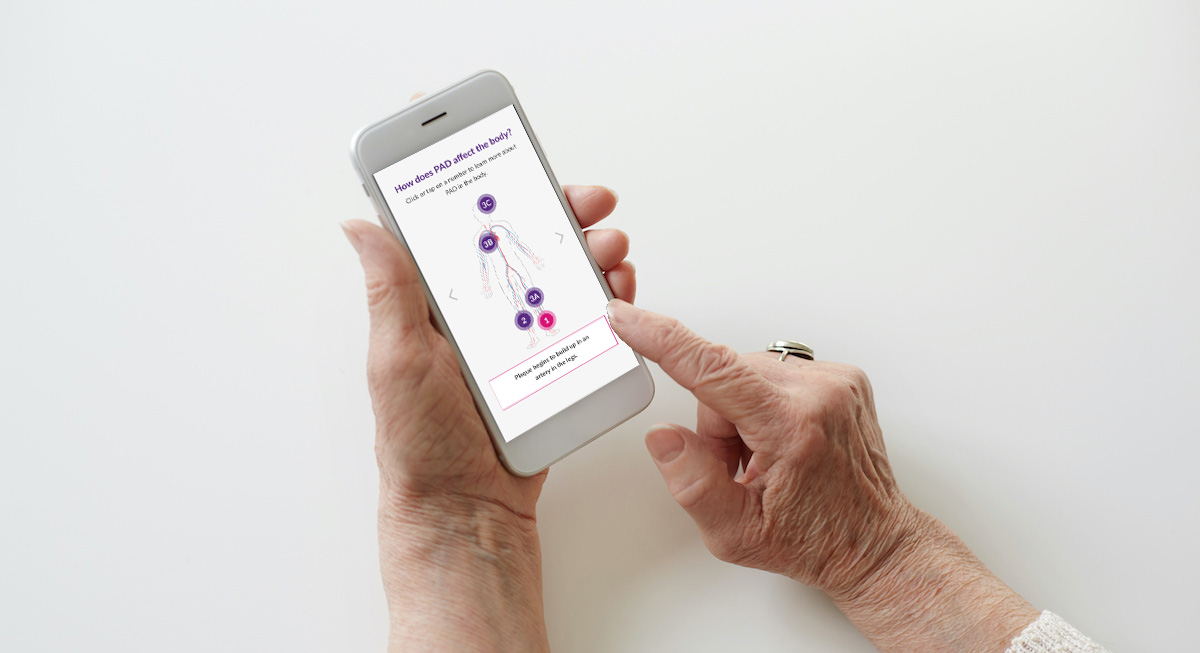 How does PAD affect the body?
Click or tap on a number to learn more about
PAD in the body.
3C
3B
3A
2
1
Plaque begins to build up in an
artery in the legs.